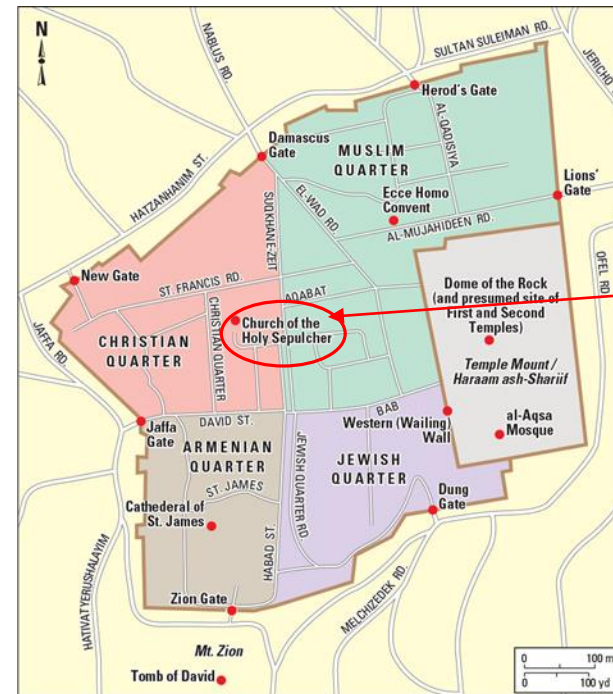 N
NABLUS RD.
SULTAN SULEIMAN RD.
JERICHO
Herod's Gate
Damascus
Gate
MUSLIM
QUARTER
AL-QADISIYA
HATZANHANIM ST.
SUQKHAN E-ZEIT
EL-WAD RD.
Ecce Homo
Convent
Lions'
Gate
AL-MUJAHIDEEN RD.
OFEL RD.
New Gate
ST. FRANCIS RD.
AQABAT
Dome of the Rock
(and presumed site of
First and Second
Temples)
JAFFA RD.
CHRISTIAN
QUARTER
CHRISTIAN QUARTER
Church of the
Holy Sepulcher
Temple Mount /
Haraam ash-Shariif
Jaffa
Gate
DAVID ST.
BAB
Western (Wailing)
Wall
al-Aqsa
Mosque
ARMENIAN
QUARTER
JEWISH QUARTER RD.
JEWISH
QUARTER
ST. JAMES
Cathederal of
St. James
HABAD ST.
Dung
Gate
HATIVATYERUSHALAYIM
Zion Gate
MELCHIZEDEK RD.
Mt. Zion
Tomb of David
0 100 m
0 100 yd